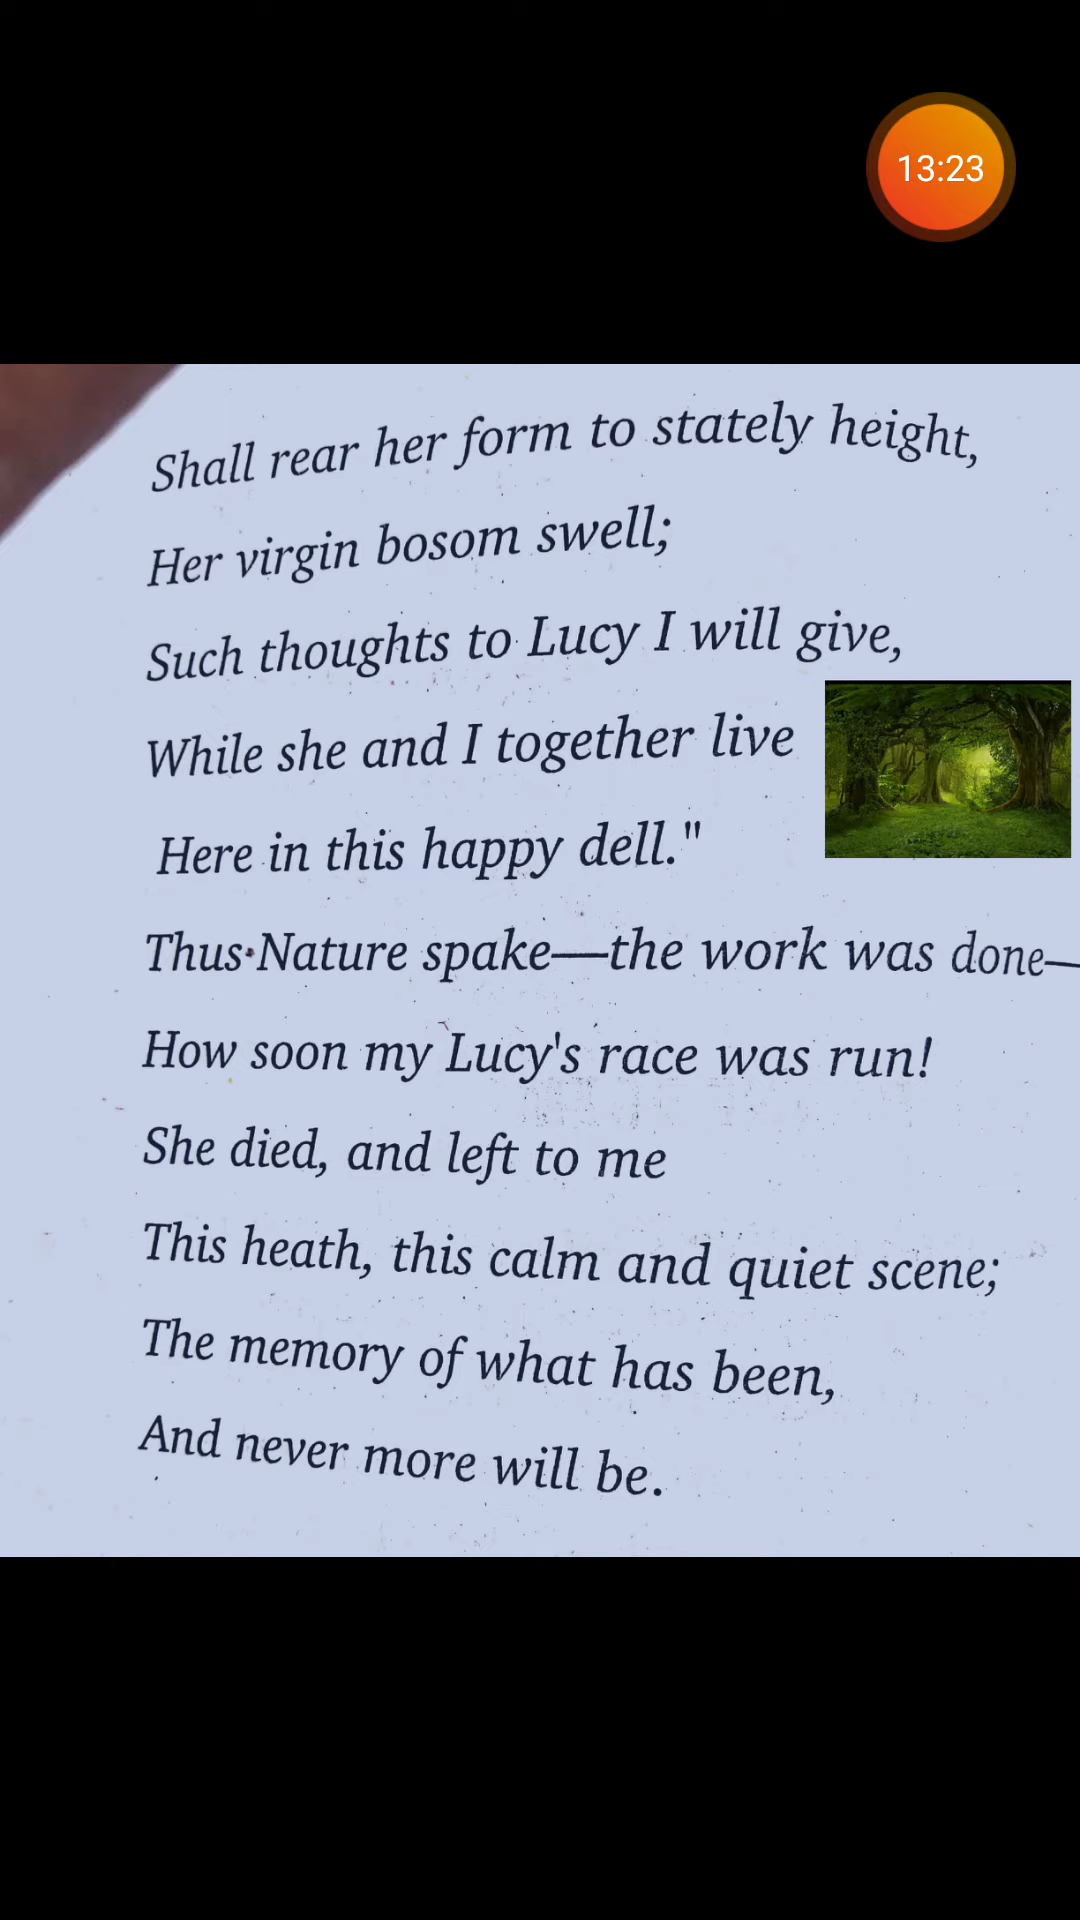 13:23
Shall rear her form to stately height,
Her virgin bosom swell;
Such thoughts to Lucy I will give,
While she and I together live
Here in this happy dell."
Thus Nature spake—the work was done—
How soon my Lucy's race was run!
She died, and left to me
This heath, this calm and quiet scene;
The memory of what has been,
And never more will be.